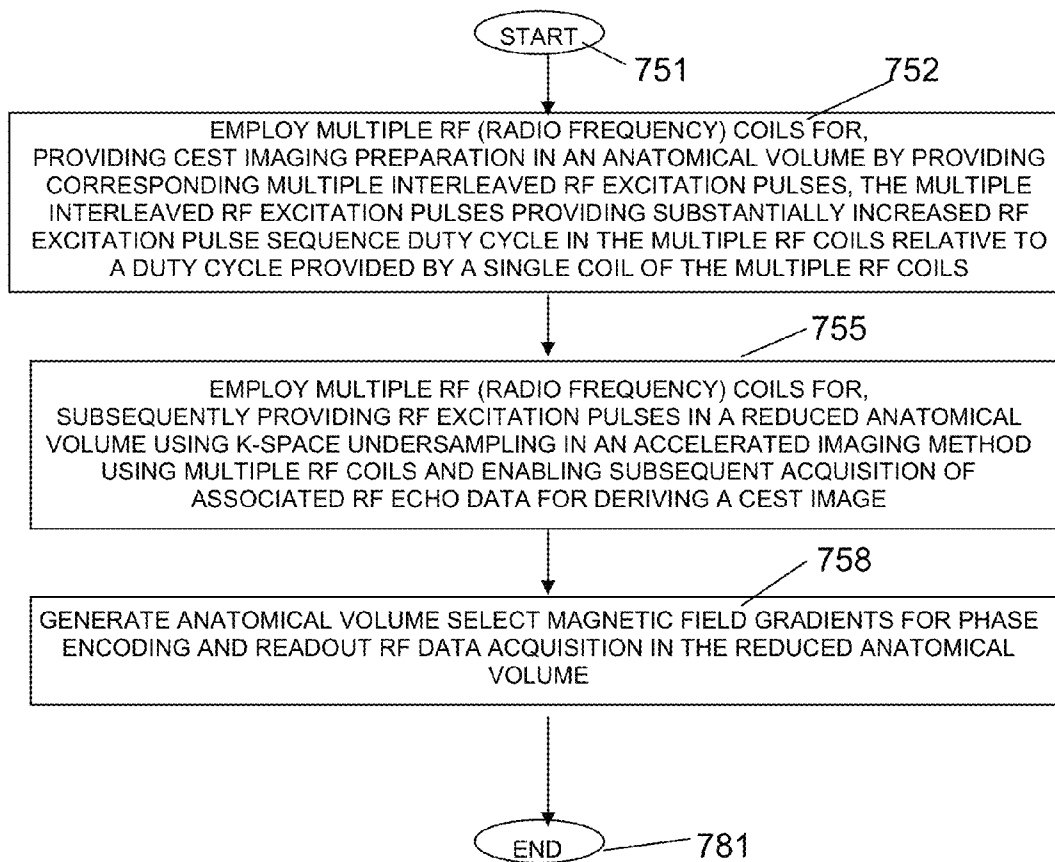 START
751
752
EMPLOY MULTIPLE RF (RADIO FREQUENCY) COILS FOR,
PROVIDING CEST IMAGING PREPARATION IN AN ANATOMICAL VOLUME BY PROVIDING
CORRESPONDING MULTIPLE INTERLEAVED RF EXCITATION PULSES, THE MULTIPLE
INTERLEAVED RF EXCITATION PULSES PROVIDING SUBSTANTIALLY INCREASED RF
EXCITATION PULSE SEQUENCE DUTY CYCLE IN THE MULTIPLE RF COILS RELATIVE TO
A DUTY CYCLE PROVIDED BY A SINGLE COIL OF THE MULTIPLE RF COILS
755
EMPLOY MULTIPLE RF (RADIO FREQUENCY) COILS FOR,
SUBSEQUENTLY PROVIDING RF EXCITATION PULSES IN A REDUCED ANATOMICAL
VOLUME USING K-SPACE UNDERSAMPLING IN AN ACCELERATED IMAGING METHOD
USING MULTIPLE RF COILS AND ENABLING SUBSEQUENT ACQUISITION OF
ASSOCIATED RF ECHO DATA FOR DERIVING A CEST IMAGE
758
GENERATE ANATOMICAL VOLUME SELECT MAGNETIC FIELD GRADIENTS FOR PHASE
ENCODING AND READOUT RF DATA ACQUISITION IN THE REDUCED ANATOMICAL
VOLUME
END
781